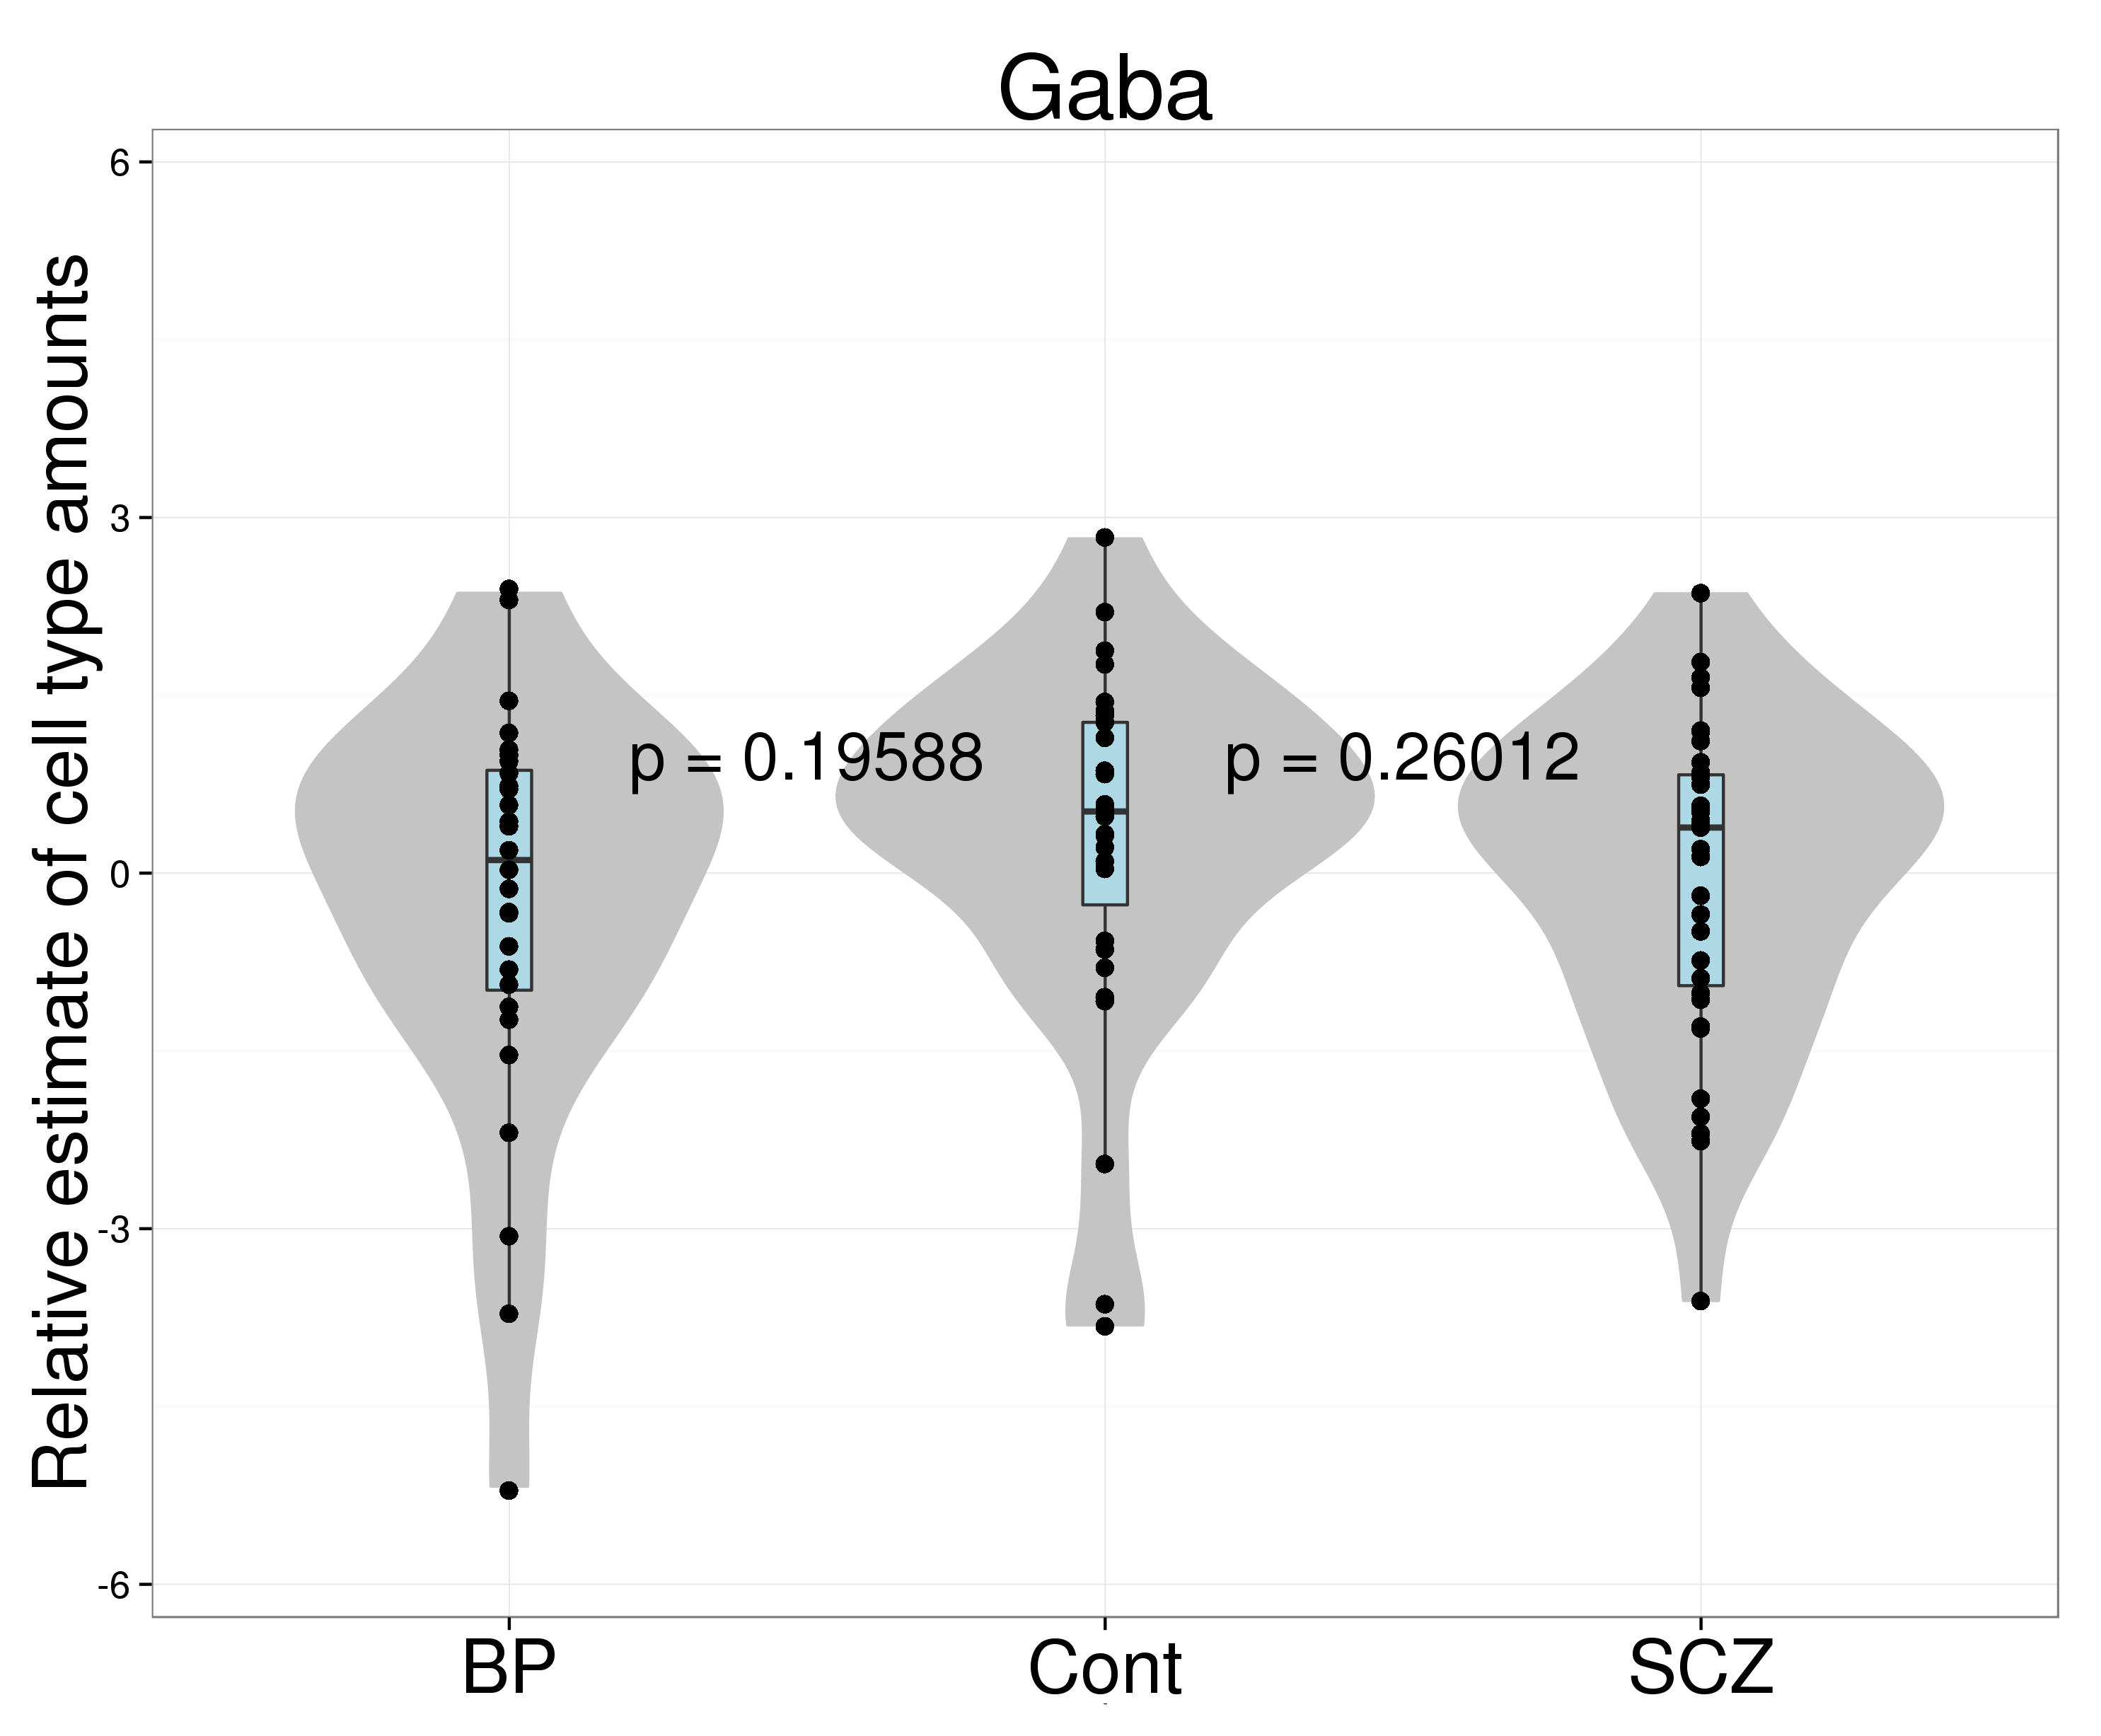 Gaba
Relative estimate of cell type amounts
6
3
0
-3
-6
p = 0.19588
p = 0.26012
BP
Cont
SCZ